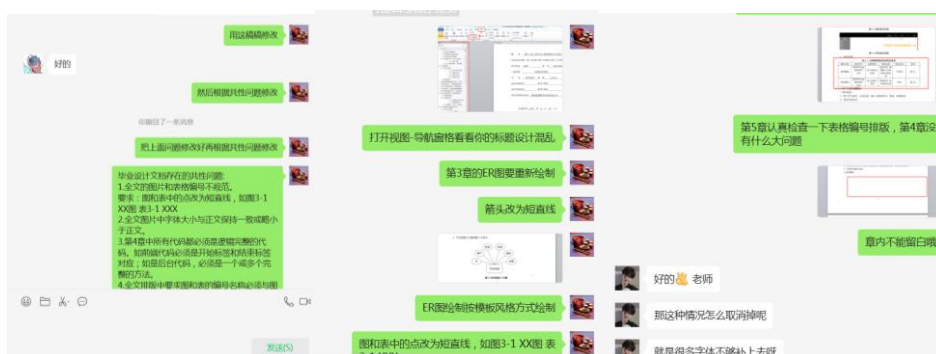 用这稿稿修改
好的
然后根据共性问题修改
你撤回了一条消息
把上面问题修改好再根据共性问题修改
毕业设计文档存在的共性问题:
1.全文的图片和表格编号不规范。
要求：图和表中的点改为短直线，如图3-1
XX图 表3-1 XXX
2.全文图片中字体大小与正文保持一致或略小
于正文。
3.第4章中所有代码都必须是逻辑完整的代
码。如前端代码必须是开始标签和结束标签
对应；如是后台代码，必须是一个或多个完
整的方法。
4.全文排版中要求图和表的编号名称必须与图
发送(S)
打开视图-导航窗格看看你的标题设计混乱
第3章的ER图要重新绘制
箭头改为短直线
ER图绘制按模板风格方式绘制
图和表中的点改为短直线，如图3-1 XX图 表
第5章认真检查一下表格编号排版，第4章没
有什么大问题
章内不能留白哦
好的 老师
那这种情况怎么取消掉呢
就是很多字体不够补上去呀